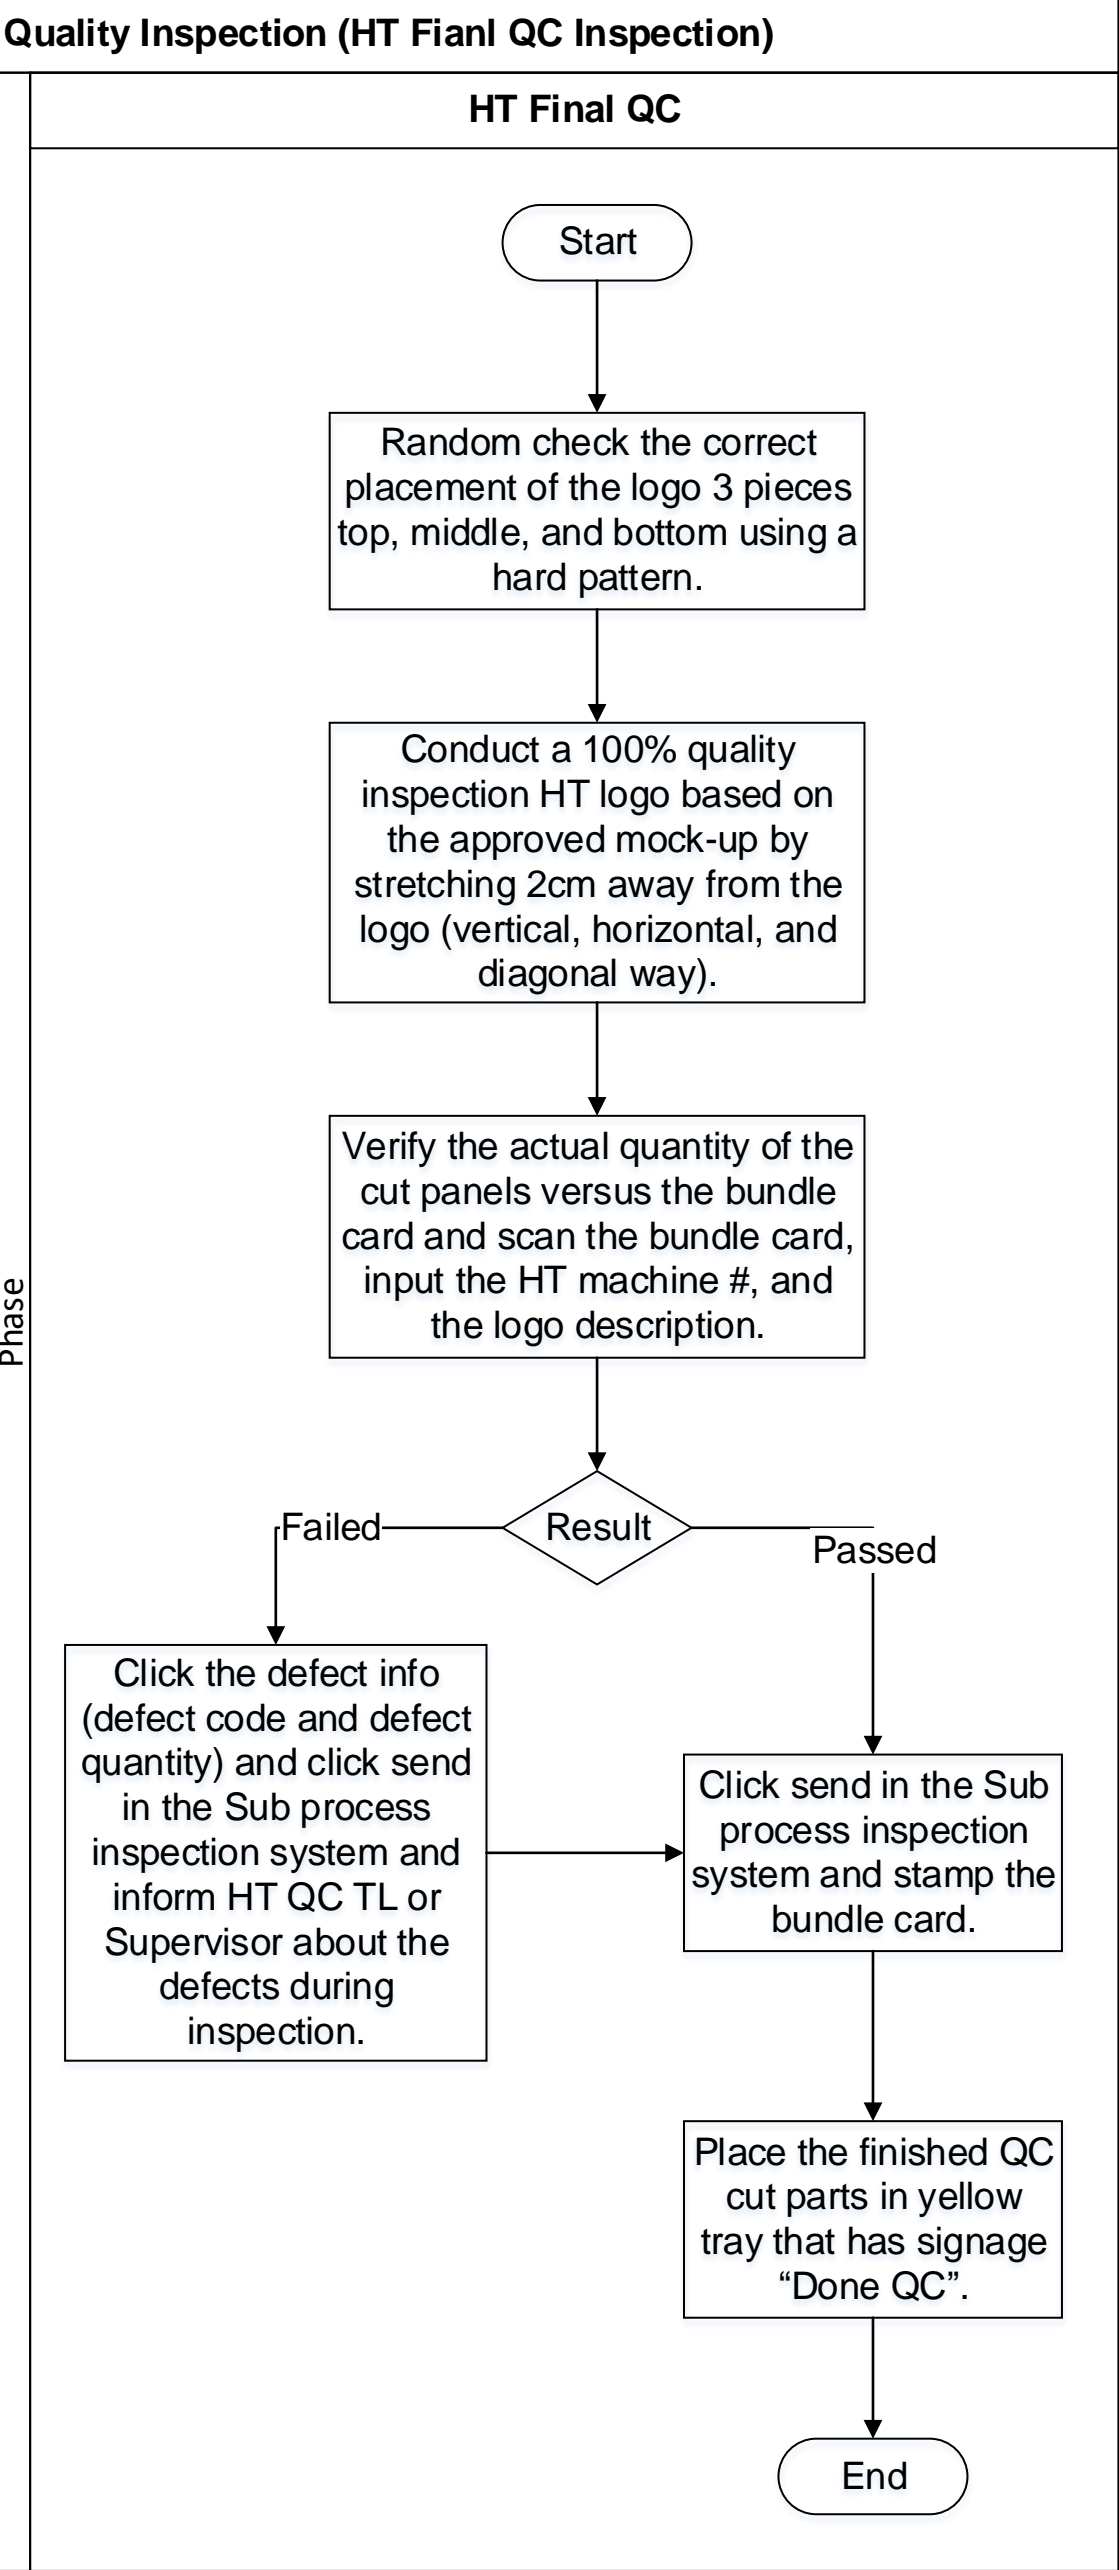 Quality Inspection (HT Fianl QC Inspection)
HT Final QC
Phase
Start
Random check the correct
placement of the logo 3 pieces
top, middle, and bottom using a
hard pattern.
Conduct a 100% quality
inspection HT logo based on
the approved mock-up by
stretching 2cm away from the
logo (vertical, horizontal, and
diagonal way).
Verify the actual quantity of the
cut panels versus the bundle
card and scan the bundle card,
input the HT machine #, and
the logo description.
Result
Failed
Passed
Click the defect info
(defect code and defect
quantity) and click send
in the Sub process
inspection system and
inform HT QC TL or
Supervisor about the
defects during
inspection.
Click send in the Sub
process inspection
system and stamp the
bundle card.
Place the finished QC
cut parts in yellow
tray that has signage
“Done QC”.
End